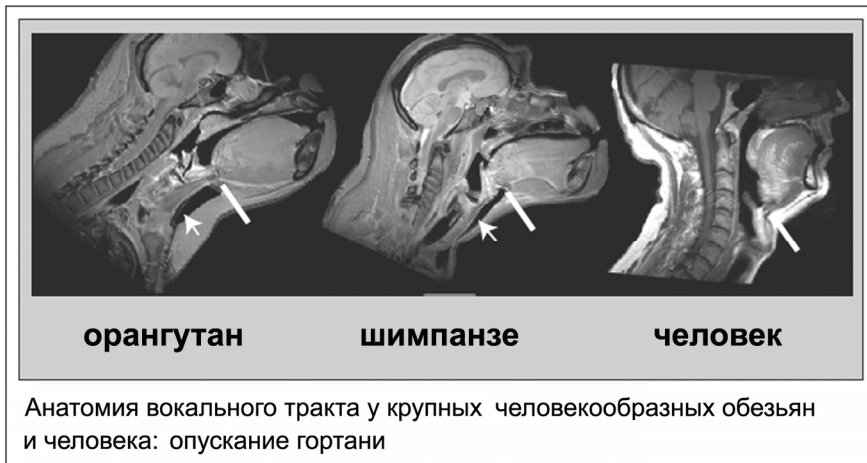 орангутан шимпанзе человек
Анатомия вокального тракта у крупных человекообразных обезьян
и человека: опускание гортани